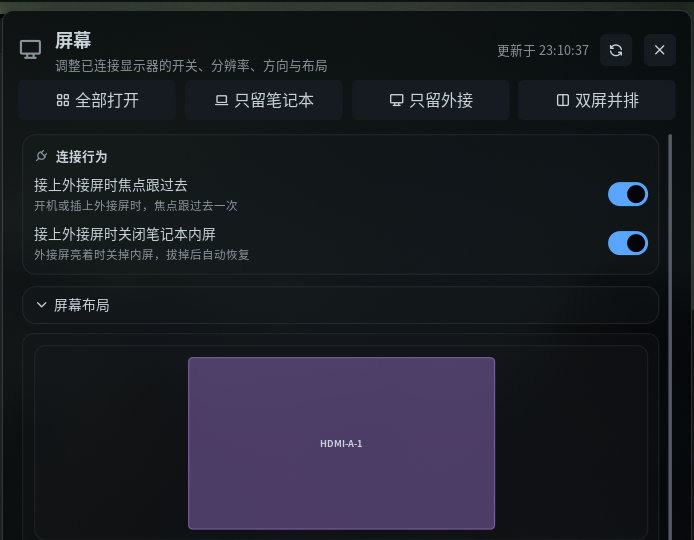 屏幕
调整已连接显示器的开关、分辨率、方向与布局
更新于 23:10:37
全部打开
只留笔记本
只留外接
双屏并排
连接行为
接上外接屏时焦点跟过去
开机或插上外接屏时，焦点跟过去一次
接上外接屏时关闭笔记本内屏
外接屏亮着时关掉内屏，拔掉后自动恢复
屏幕布局
HDMI-A-1